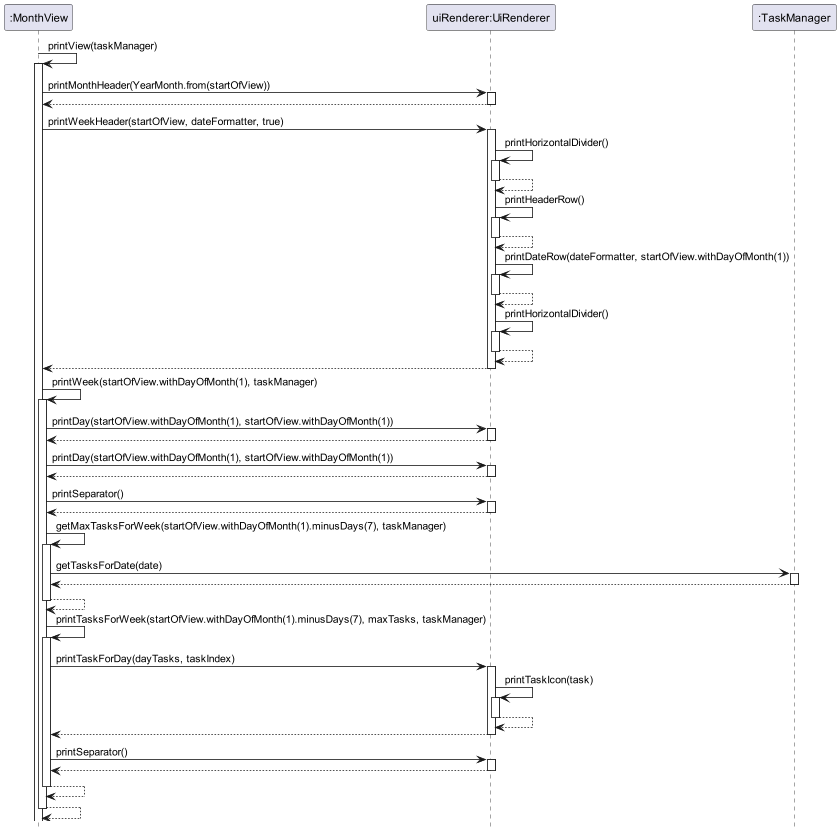 :MonthView
uiRenderer:UiRenderer
:TaskManager
printView(taskManager)
printMonthHeader(YearMonth.from(startOfView))
printWeekHeader(startOfView, dateFormatter, true)
printHorizontalDivider()
printHeaderRow()
printDateRow(dateFormatter, startOfView.withDayOfMonth(1))
printHorizontalDivider()
printWeek(startOfView.withDayOfMonth(1), taskManager)
printDay(startOfView.withDayOfMonth(1), startOfView.withDayOfMonth(1))
printDay(startOfView.withDayOfMonth(1), startOfView.withDayOfMonth(1))
printSeparator()
getMaxTasksForWeek(startOfView.withDayOfMonth(1).minusDays(7), taskManager)
getTasksForDate(date)
printTasksForWeek(startOfView.withDayOfMonth(1).minusDays(7), maxTasks, taskManager)
printTaskForDay(dayTasks, taskIndex)
printTaskIcon(task)
printSeparator()